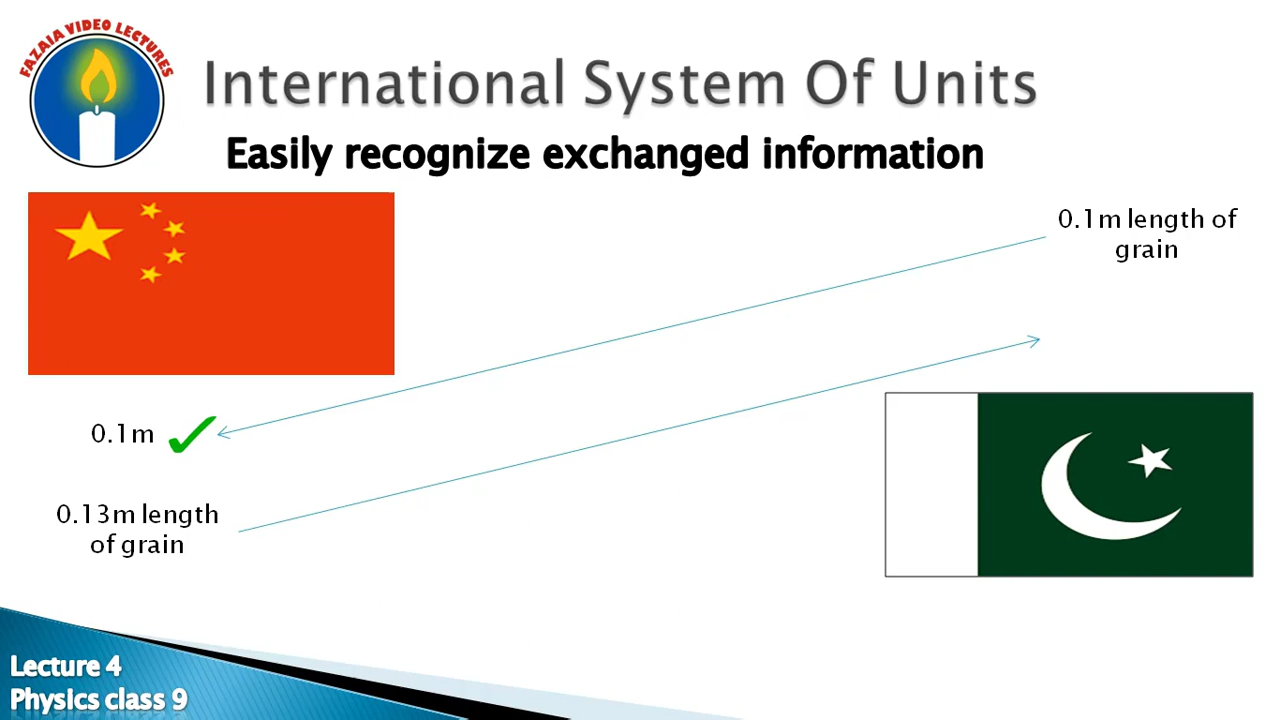 FAZAIA VIDEO LECTURES
International System Of Units
Easily recognize exchanged information
0.1m length of
grain
0.1m
0.13m length
of grain
Lecture 4
Physics class 9